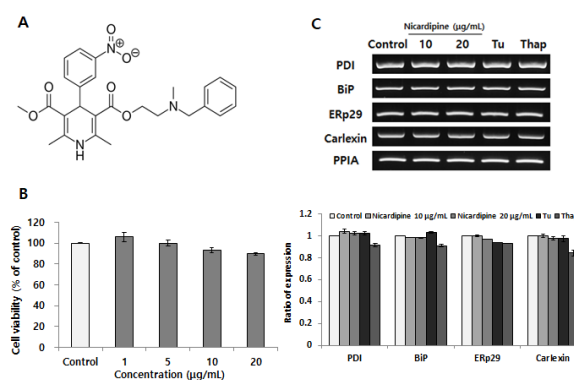 A
N⁺
O
O⁻
O
O
O
O
N
N
H
C
Nicardipine (µg/mL)
Control 10 20 Tu Thap
PDI
BiP
ERp29
Carlexin
PPIA
B
Cell viability (% of control)
120
100
80
60
40
20
0
Control 1 5 10 20
Concentration (µg/mL)
Control Nicardipine 10 µg/mL Nicardipine 20 µg/mL Tu Thap
Ratio of expression
1.2
1
0.8
0.6
0.4
0.2
0
PDI BiP ERp29 Carlexin